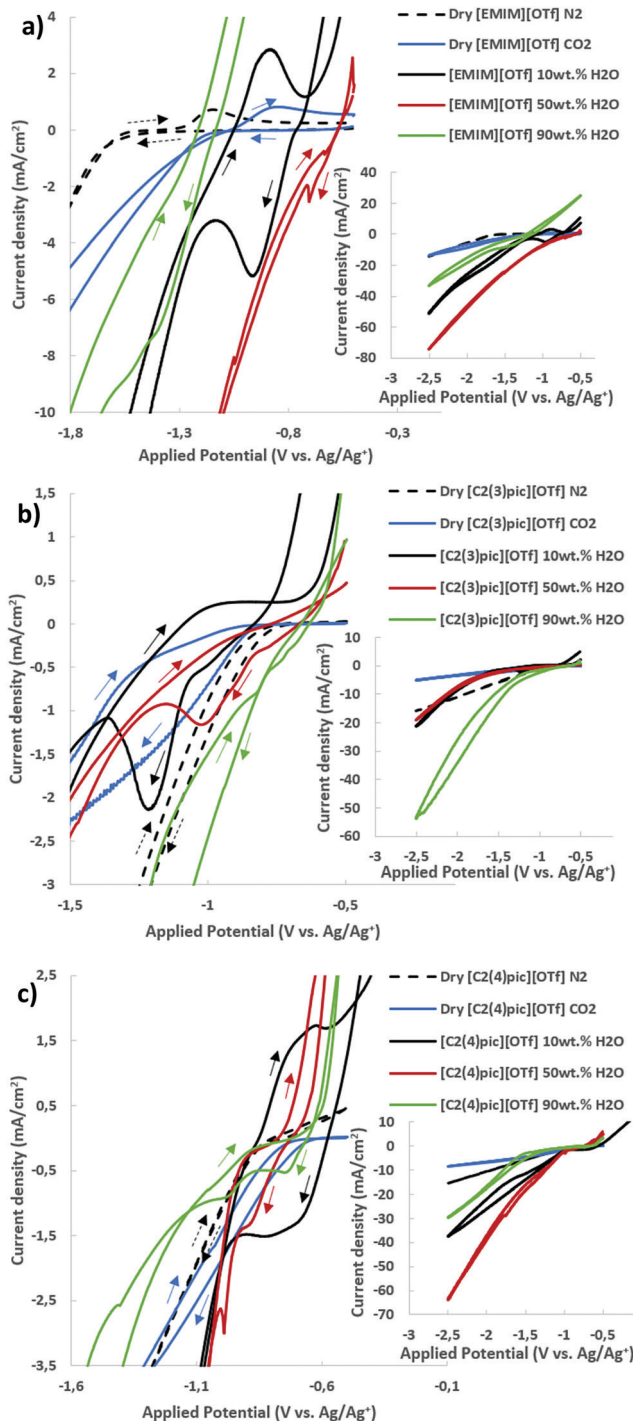 a)
Dry [EMIM][OTf] N2
Dry [EMIM][OTf] CO2
[EMIM][OTf] 10wt.% H2O
[EMIM][OTf] 50wt.% H2O
[EMIM][OTf] 90wt.% H2O
Current density (mA/cm²)
4
2
0
-2
-4
-6
-8
-10
-1,8
-1,3
-0,8
-0,3
Applied Potential (V vs. Ag/Ag⁺)
Current density (mA/cm²)
40
20
0
-20
-40
-60
-80
-3
-2,5
-2
-1,5
-1
-0,5
0
Applied Potential (V vs. Ag/Ag⁺)
b)
Dry [C2(3)pic][OTf] N2
Dry [C2(3)pic][OTf] CO2
[C2(3)pic][OTf] 10wt.% H2O
[C2(3)pic][OTf] 50wt.% H2O
[C2(3)pic][OTf] 90wt.% H2O
Current density (mA/cm²)
1,5
1
0,5
0
-0,5
-1
-1,5
-2
-2,5
-3
-1,5
-1
-0,5
Applied Potential (V vs. Ag/Ag⁺)
Current density (mA/cm²)
10
0
-10
-20
-30
-40
-50
-60
-3
-2,5
-2
-1,5
-1
-0,5
0
Applied Potential (V vs. Ag/Ag⁺)
c)
Dry [C2(4)pic][OTf] N2
Dry [C2(4)pic][OTf] CO2
[C2(4)pic][OTf] 10wt.% H2O
[C2(4)pic][OTf] 50wt.% H2O
[C2(4)pic][OTf] 90wt.% H2O
Current density (mA/cm²)
2,5
1,5
0,5
-0,5
-1,5
-2,5
-3,5
-1,6
-1,1
-0,6
-0,1
Applied Potential (V vs. Ag/Ag⁺)
Current density (mA/cm²)
10
0
-10
-20
-30
-40
-50
-60
-70
-3
-2,5
-2
-1,5
-1
-0,5
0
Applied Potential (V vs. Ag/Ag⁺)